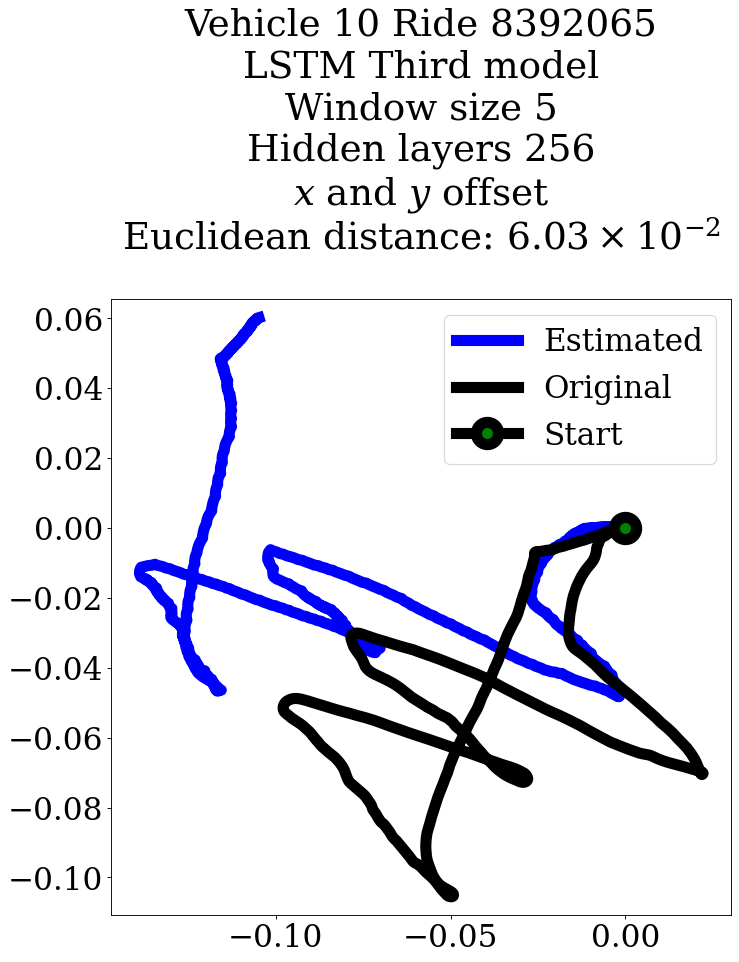 Vehicle 10 Ride 8392065
LSTM Third model
Window size 5
Hidden layers 256
x and y offset
Euclidean distance: 6.03 × 10⁻²
Estimated
Original
Start
0.06
0.04
0.02
0.00
−0.02
−0.04
−0.06
−0.08
−0.10
−0.10 −0.05 0.00